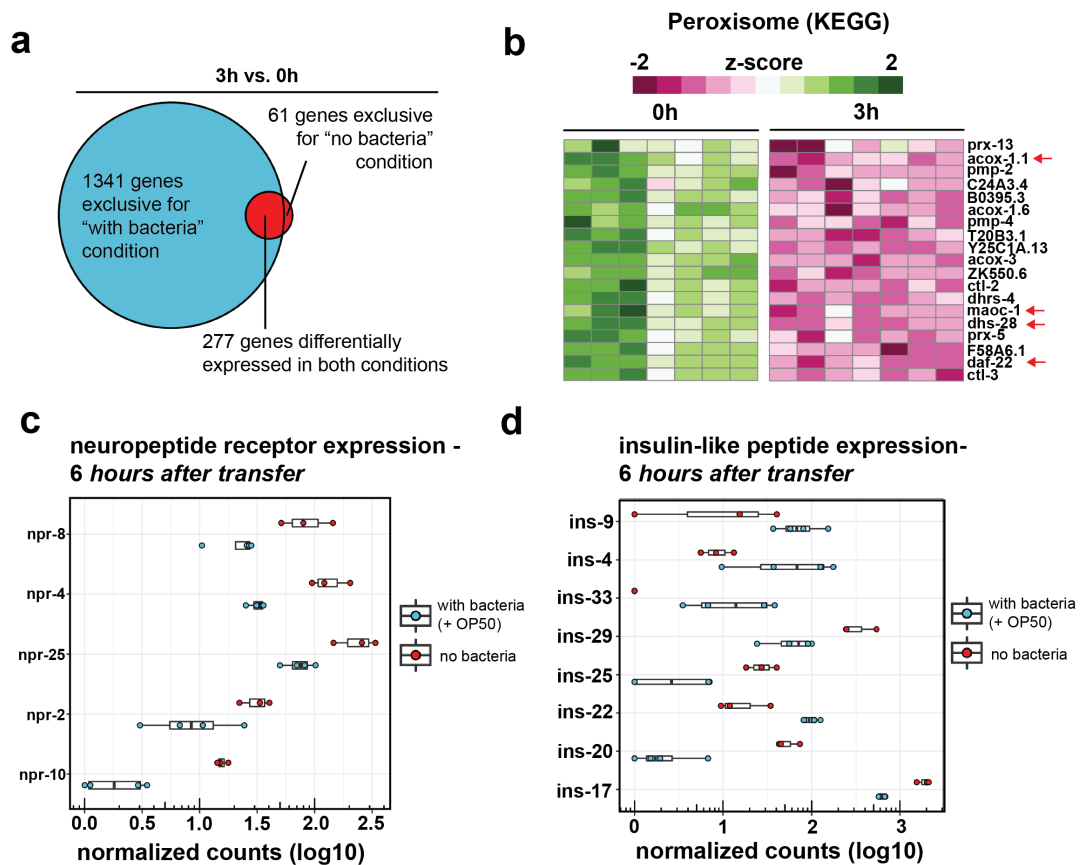 a
3h vs. 0h
61 genes exclusive
for “no bacteria”
condition
1341 genes
exclusive for
“with bacteria”
condition
277 genes differentially
expressed in both conditions
b
Peroxisome (KEGG)
-2 z-score 2
0h 3h
prx-13
acox-1.1
pmp-2
C24A3.4
B0395.3
acox-1.6
pmp-4
T20B3.1
Y25C1A.13
acox-3
ZK550.6
ctl-2
dhrs-4
maoc-1
dhs-28
prx-5
F58A6.1
daf-22
ctl-3
c
neuropeptide receptor expression -
6 hours after transfer
npr-8
npr-4
npr-25
npr-2
npr-10
0.0 0.5 1.0 1.5 2.0 2.5
normalized counts (log10)
with bacteria
(+ OP50)
no bacteria
d
insulin-like peptide expression-
6 hours after transfer
ins-9
ins-4
ins-33
ins-29
ins-25
ins-22
ins-20
ins-17
0 1 2 3
normalized counts (log10)
with bacteria
(+ OP50)
no bacteria